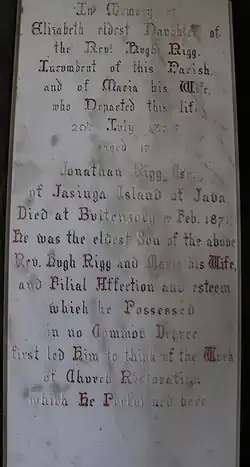 In Memory of
Elizabeth eldest Daughter of
the Revd. Hugh Rigg.
Incumbent of this Parish,
and of Maria his Wife,
who Departed this life
July
aged 17
Jonathan Rigg Esq.
of Jasinga Island of Java
Died at Buitenzorg Feb. 1871,
He was the eldest Son of the above
Rev. Hugh Rigg and Maria his Wife,
and Filial Affection and esteem
which he Possessed
in no Common Degree,
first led Him to think of the Work
of Church Restoration
which He Performed here